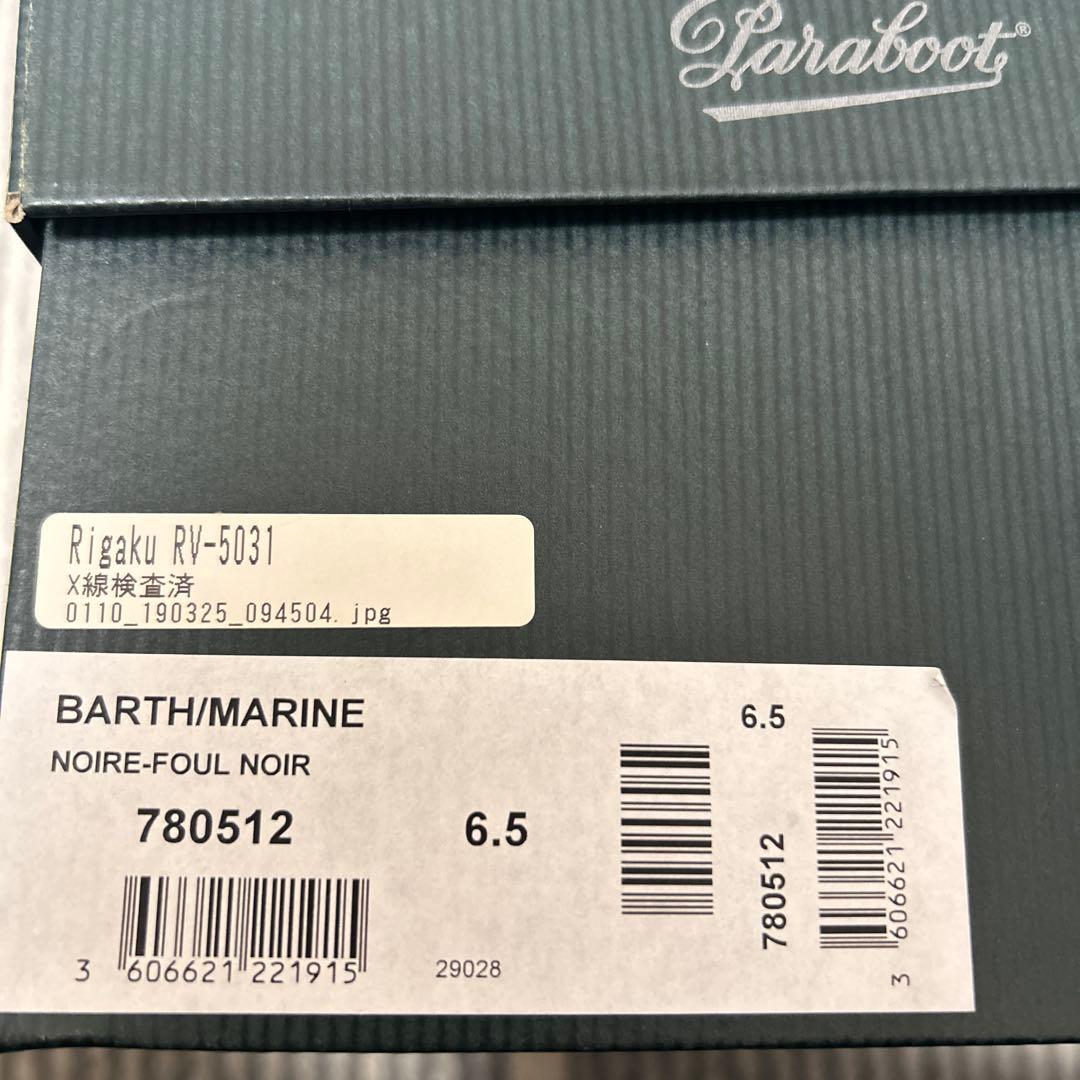 Paraboot®
Rigaku RV-5031
X線検査済
0110_190325_094504.jpg
BARTH/MARINE
NOIRE-FOUL NOIR
780512 6.5
3 606621 221915
29028
6.5
780512
3 606621 221915